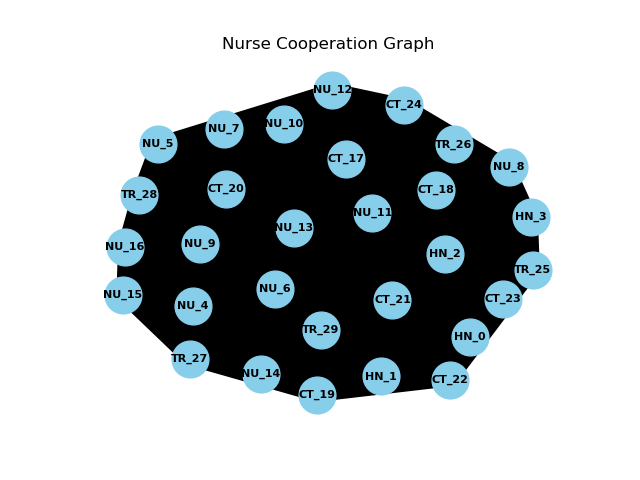 Nurse Cooperation Graph
NU_12
CT_24
NU_10
NU_7
NU_5
TR_26
CT_17
NU_8
CT_20
CT_18
TR_28
NU_11
HN_3
NU_13
NU_9
NU_16
HN_2
TR_25
NU_6
NU_15
CT_21
CT_23
NU_4
TR_29
HN_0
TR_27
NU_14
HN_1
CT_22
CT_19